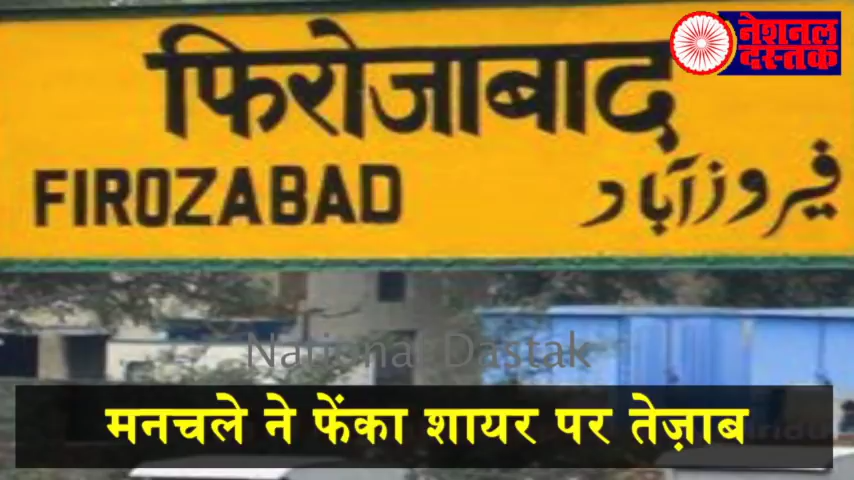 नेशनल
दस्तक
फिरोजाबाद
FIROZABAD فیروزآباد
National Dastak
मनचले ने फेंका शायर पर तेज़ाब